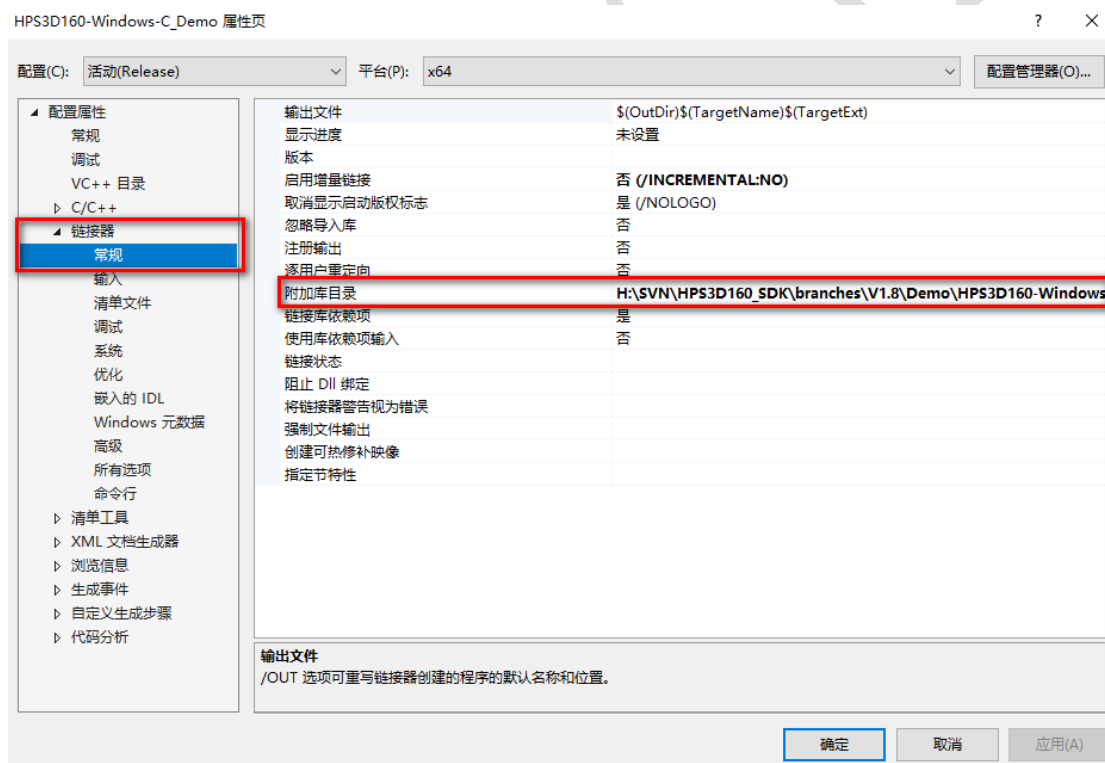 HPS3D160-Windows-C_Demo 属性页
配置(C): 活动(Release) 平台(P): x64 配置管理器(O)...
配置属性
常规
调试
VC++ 目录
C/C++
链接器
常规
输入
清单文件
调试
系统
优化
嵌入的 IDL
Windows 元数据
高级
所有选项
命令行
清单工具
XML 文档生成器
浏览信息
生成事件
自定义生成步骤
代码分析
输出文件 $(OutDir)$(TargetName)$(TargetExt)
显示进度 未设置
版本
启用增量链接 否 (/INCREMENTAL:NO)
取消显示启动版权标志 是 (/NOLOGO)
忽略导入库 否
注册输出 否
逐用户重定向 否
附加库目录 H:\SVN\HPS3D160_SDK\branches\V1.8\Demo\HPS3D160-Windows
链接库依赖项 是
使用库依赖项输入 否
链接状态
阻止 Dll 绑定
将链接器警告视为错误
强制文件输出
创建可热修补映像
指定节特性
输出文件
/OUT 选项可重写链接器创建的程序的默认名称和位置。
确定 取消 应用(A)